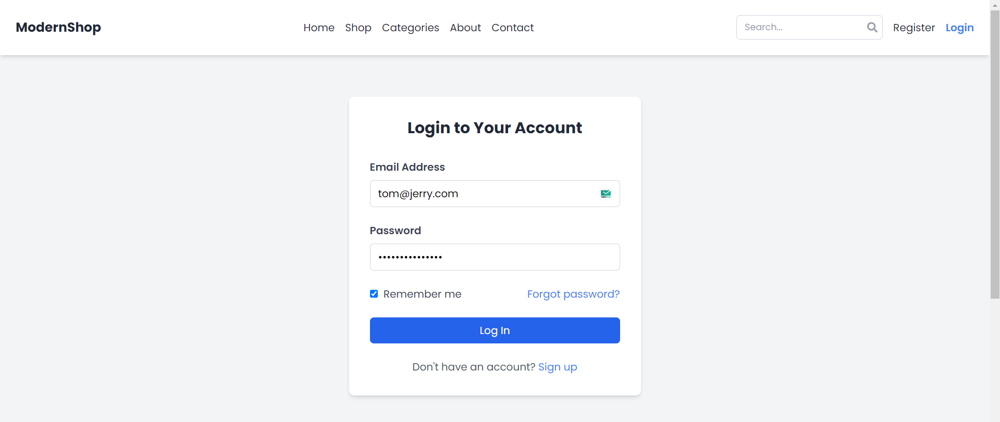 ModernShop
Home Shop Categories About Contact
Search...
Register Login
Login to Your Account
Email Address
tom@jerry.com
Password
•••••••••••••••
Remember me
Forgot password?
Log In
Don't have an account? Sign up